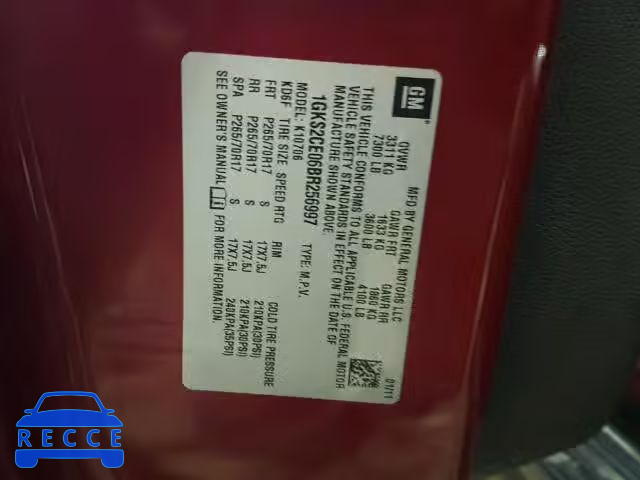 GM
MFD BY GENERAL MOTORS LLC
01/11
GVWR GAWR FRT GAWR RR
3311 KG 1633 KG 1860 KG
7300 LB 3600 LB 4100 LB
THIS VEHICLE CONFORMS TO ALL APPLICABLE U.S. FEDERAL MOTOR
VEHICLE SAFETY STANDARDS IN EFFECT ON THE DATE OF
MANUFACTURE SHOWN ABOVE.
1GKS2CE06BR256997 TYPE: M.P.V.
MODEL: K10706
KD6F TIRE SIZE SPEED RTG RIM COLD TIRE PRESSURE
FRT P265/70R17 S 17X7.5J 210KPA(30PSI)
RR P265/70R17 S 17X7.5J 210KPA(30PSI)
SPA P265/70R17 S 17X7.5J 240KPA(35PSI)
SEE OWNER'S MANUAL FOR MORE INFORMATION
RECCE